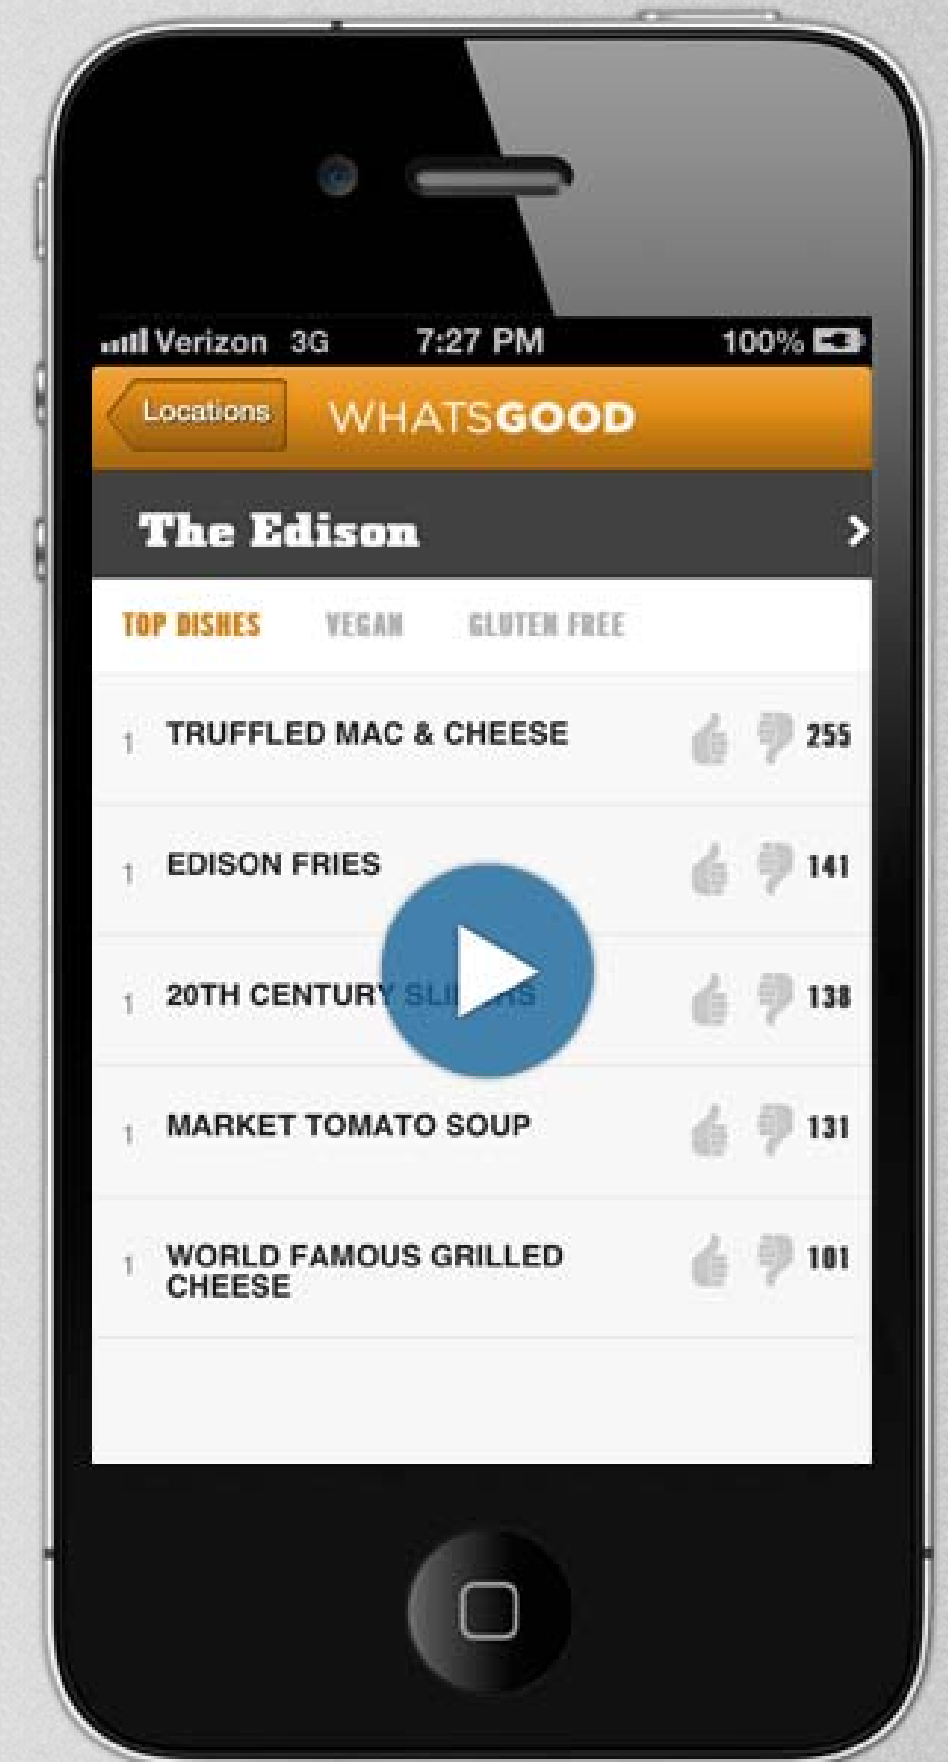 Verizon 3G 7:27 PM 100%
Locations WHATSGOOD
The Edison
TOP DISHES VEGAN GLUTEN FREE
1 TRUFFLED MAC & CHEESE 255
1 EDISON FRIES 141
1 20TH CENTURY SLIDERS 138
1 MARKET TOMATO SOUP 131
1 WORLD FAMOUS GRILLED 101
CHEESE